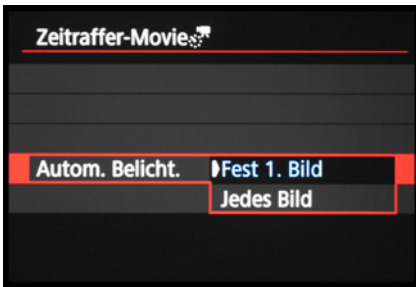 Zeitraffer-Movie
Autom. Belicht.
Fest 1. Bild
Jedes Bild